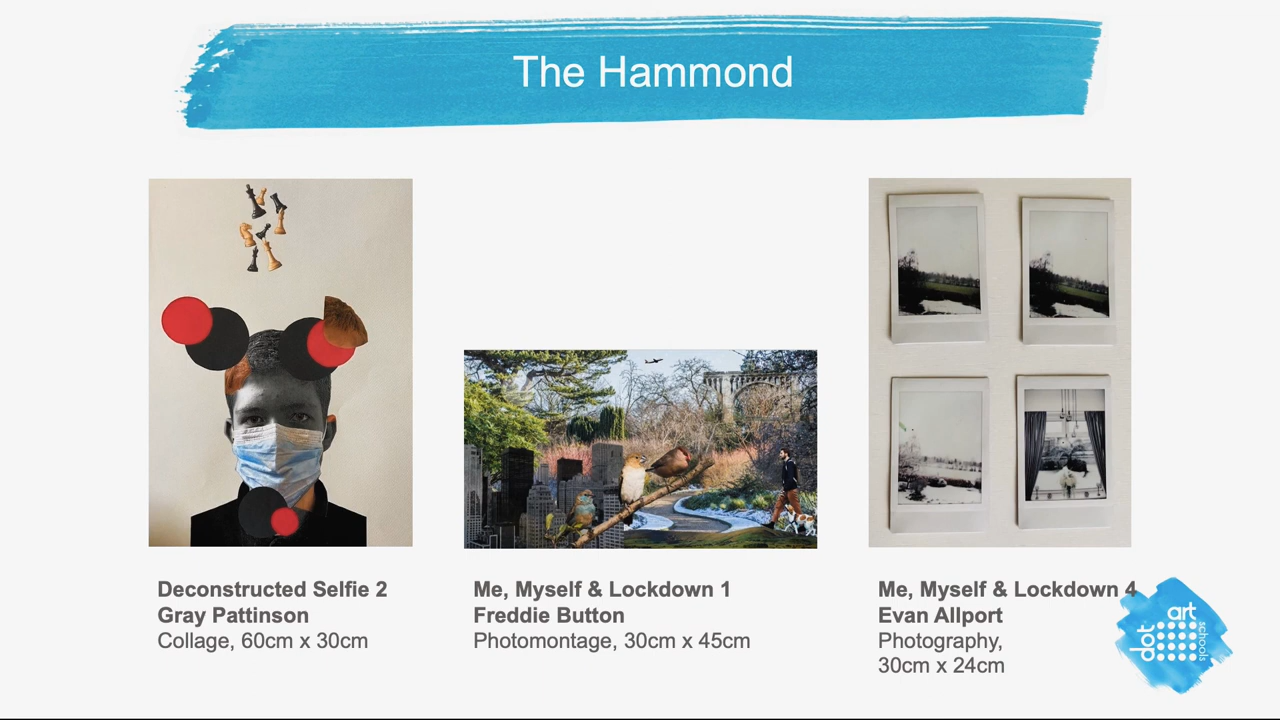 The Hammond
Deconstructed Selfie 2
Gray Pattinson
Collage, 60cm x 30cm
Me, Myself & Lockdown 1
Freddie Button
Photomontage, 30cm x 45cm
Me, Myself & Lockdown 4
Evan Allport
Photography,
30cm x 24cm
dot
art
schools